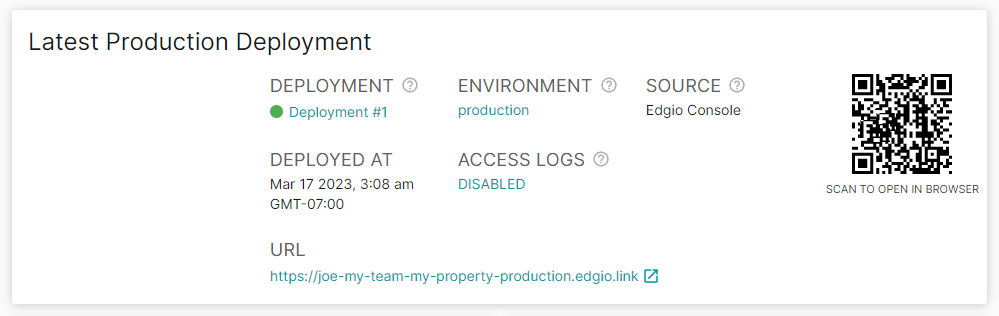 Latest Production Deployment
DEPLOYMENT
ENVIRONMENT
SOURCE
Deployment #1
production
Edgio Console
DEPLOYED AT
ACCESS LOGS
Mar 17 2023, 3:08 am
GMT-07:00
DISABLED
SCAN TO OPEN IN BROWSER
URL
https://joe-my-team-my-property-production.edgio.link